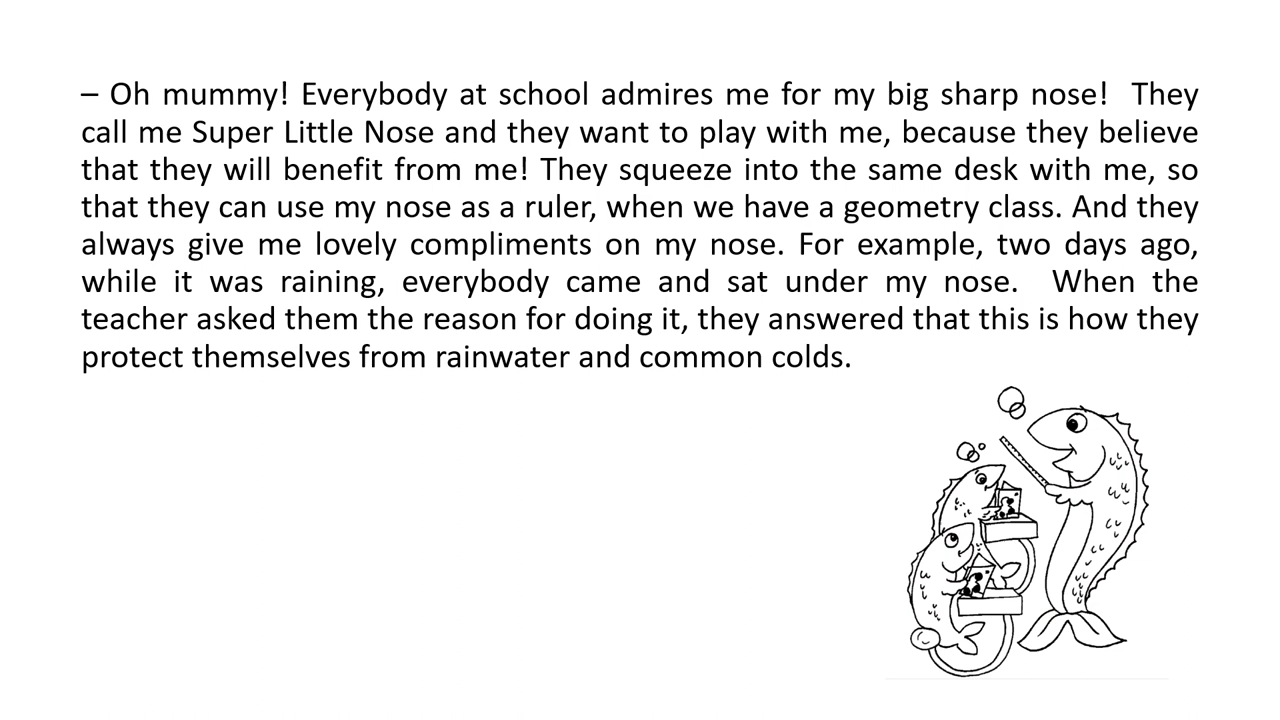 – Oh mummy! Everybody at school admires me for my big sharp nose!  They
call me Super Little Nose and they want to play with me, because they believe
that they will benefit from me! They squeeze into the same desk with me, so
that they can use my nose as a ruler, when we have a geometry class. And they
always give me lovely compliments on my nose. For example, two days ago,
while it was raining, everybody came and sat under my nose.  When the
teacher asked them the reason for doing it, they answered that this is how they
protect themselves from rainwater and common colds.